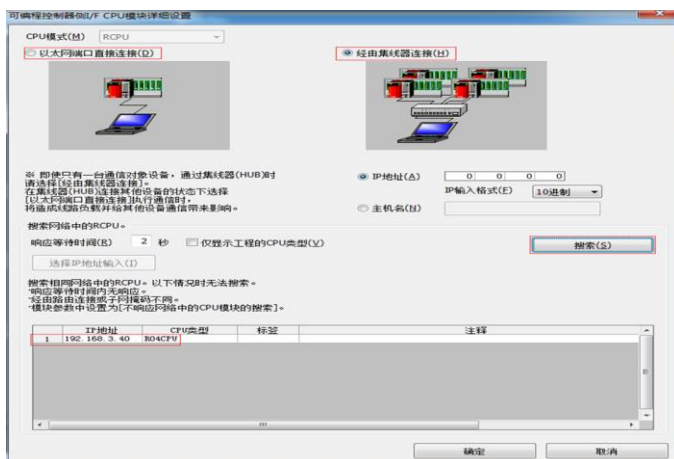 可编程控制器侧I/F CPU模块详细设置
CPU模式(M) RCPU
以太网端口直接连接(D)
经由集线器连接(H)
※ 即使只有一台通信对象设备，通过集线器(HUB)时
请选择[经由集线器连接]。
在集线器(HUB)连接其他设备的状态下选择
[以太网端口直接连接]执行通信时，
将造成线路负载并给其他设备通信带来影响。
IP地址(A) 0 0 0 0
IP输入格式(F) 10进制
主机名(N)
搜索网络中的RCPU。
响应等待时间(R) 2 秒 仅显示工程的CPU类型(V)
搜索(S)
选择IP地址输入(I)
搜索相同网络中的RCPU。以下情况时无法搜索。
·响应等待时间内无响应。
·经由路由连接或子网掩码不同。
·模块参数中设置为[不响应网络中的CPU模块的搜索]。
IP地址 CPU类型 标签 注释
1 192.168.3.40 R04CPU
确定 取消